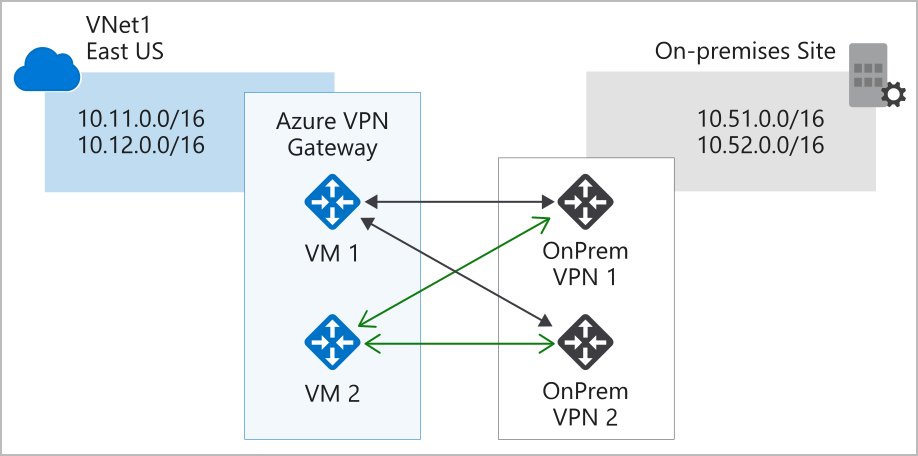 VNet1
East US
10.11.0.0/16
10.12.0.0/16
Azure VPN
Gateway
VM 1
VM 2
On-premises Site
10.51.0.0/16
10.52.0.0/16
OnPrem
VPN 1
OnPrem
VPN 2